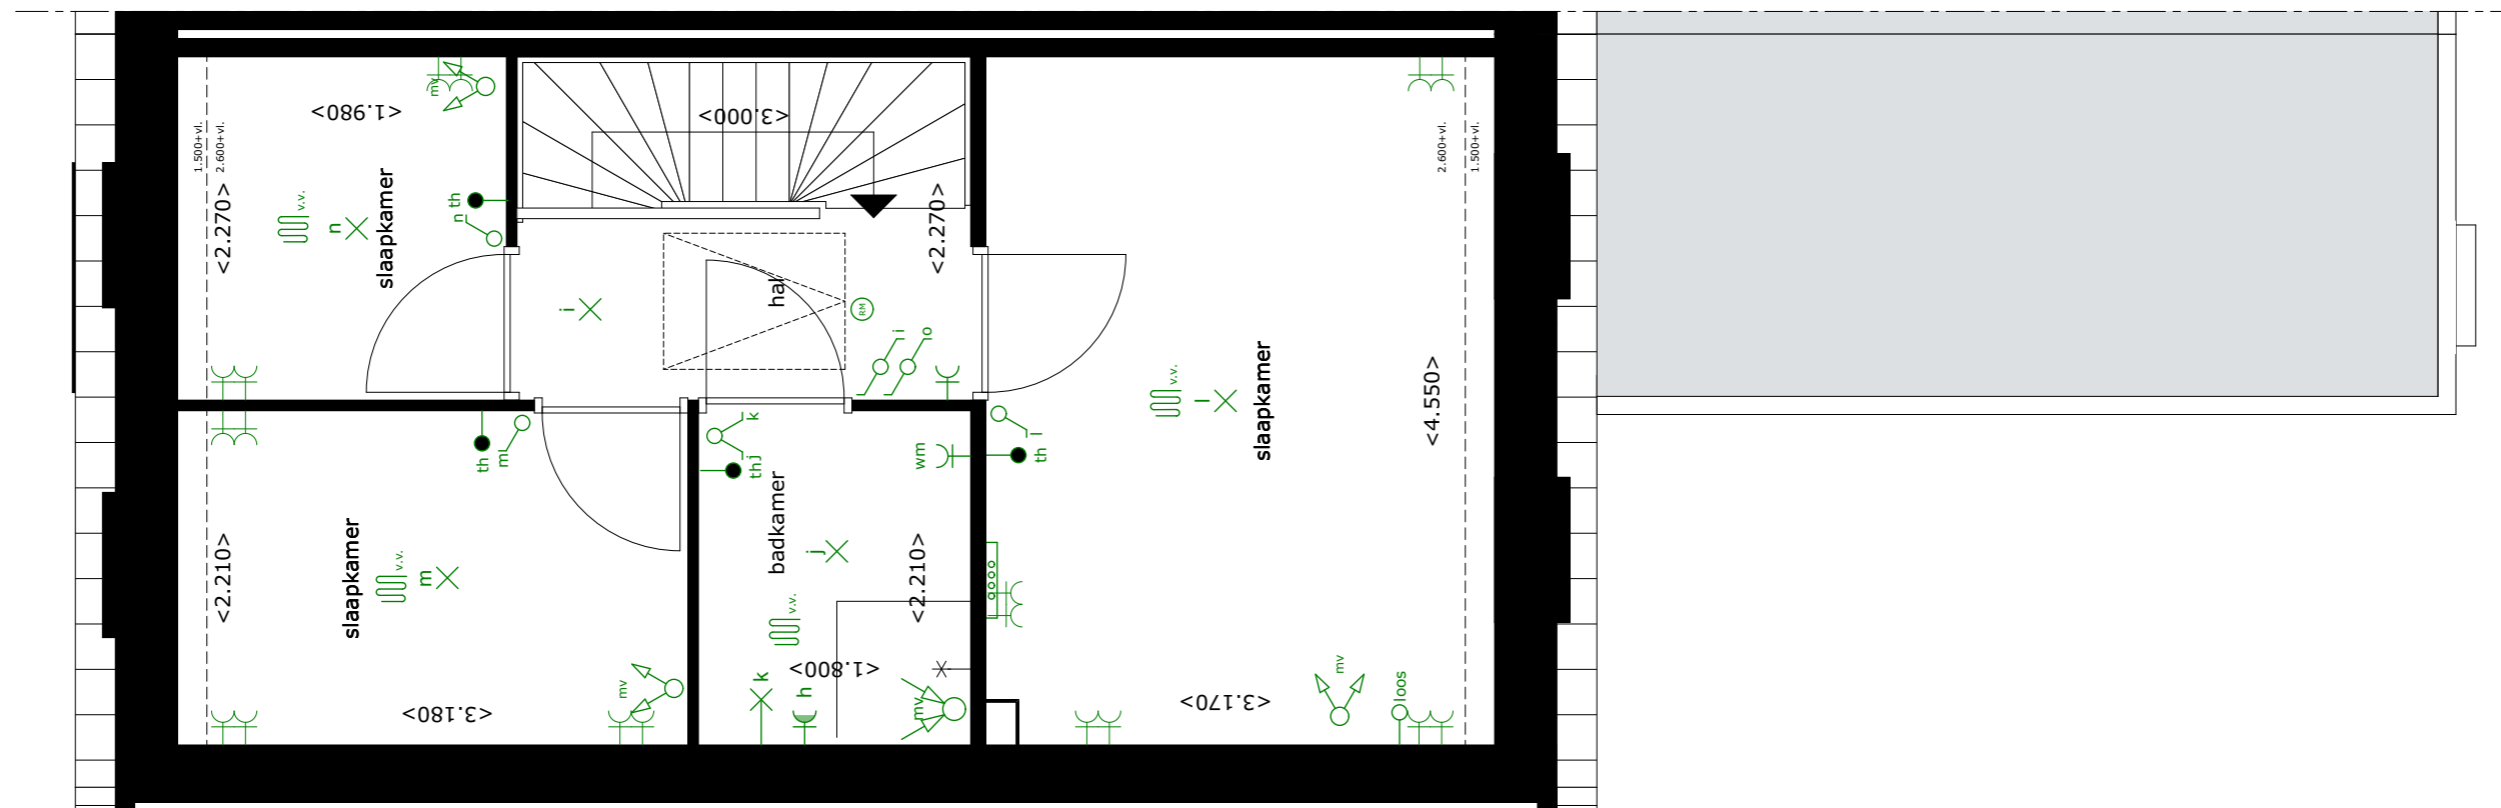 <1.980>
mv
1.500+vl.
2.600+vl.
<2.270>
v.v.
n
slaapkamer
th
n
<3.000>
<2.270>
hal
i
RM
i
o
2.600+vl.
1.500+vl.
v.v.
l
slaapkamer
<4.550>
l
th
<2.210>
slaapkamer
v.v.
m
th
m
mv
<3.180>
k
thj
badkamer
wm
j
v.v.
<2.210>
<1.800>
k
h
mv
<3.170>
mv
loos